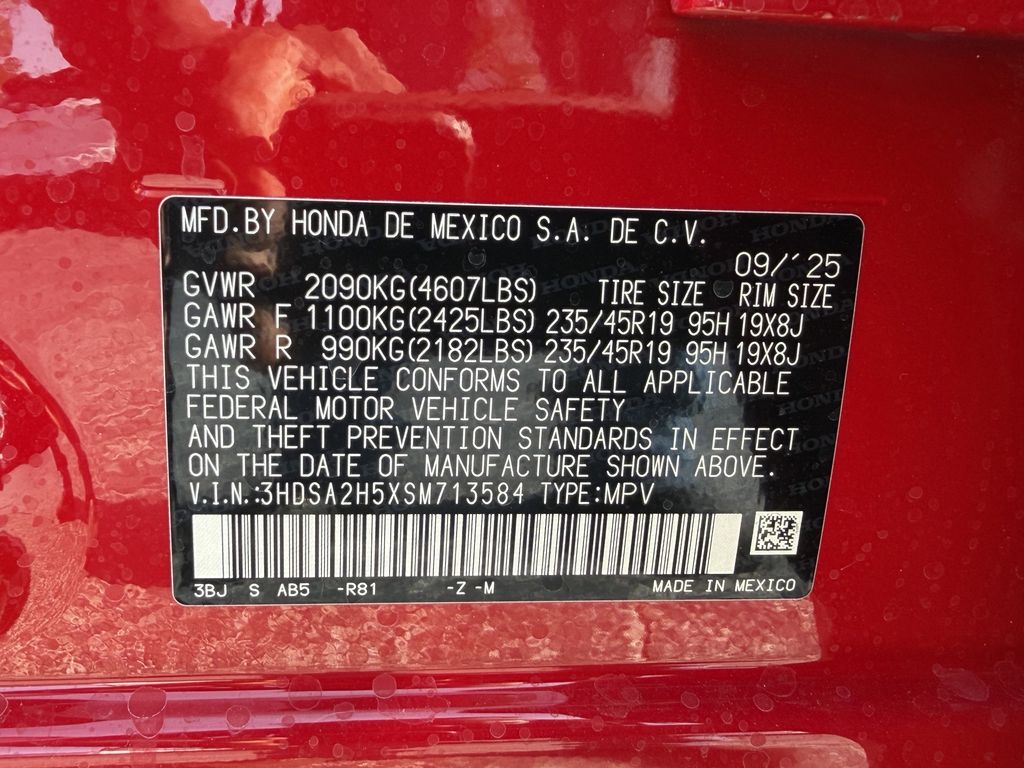 MFD.BY HONDA DE MEXICO S.A. DE C.V.
09/'25
GVWR 2090KG(4607LBS) TIRE SIZE RIM SIZE
GAWR F 1100KG(2425LBS) 235/45R19 95H 19X8J
GAWR R 990KG(2182LBS) 235/45R19 95H 19X8J
THIS VEHICLE CONFORMS TO ALL APPLICABLE
FEDERAL MOTOR VEHICLE SAFETY
AND THEFT PREVENTION STANDARDS IN EFFECT
ON THE DATE OF MANUFACTURE SHOWN ABOVE.
V.I.N.:3HDSA2H5XSM713584 TYPE:MPV
3BJ S AB5 -R81 -Z -M MADE IN MEXICO